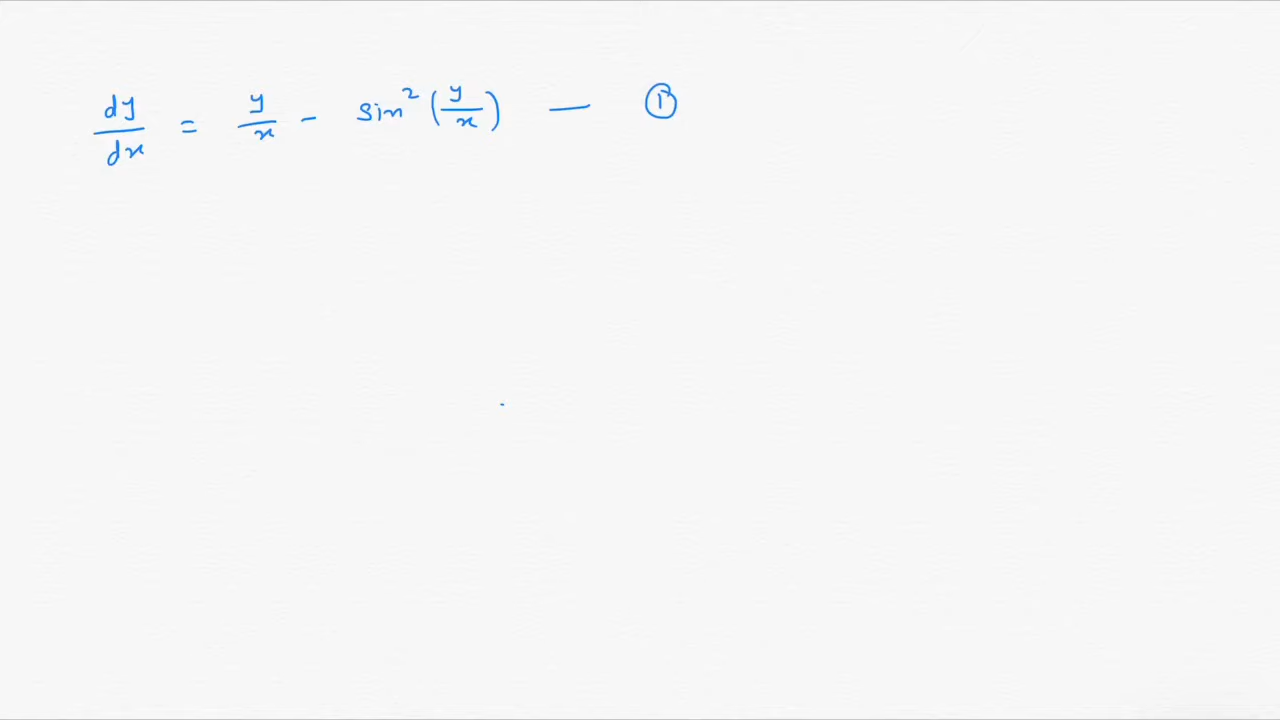 dy/dx = y/x - sin²(y/x) — ①